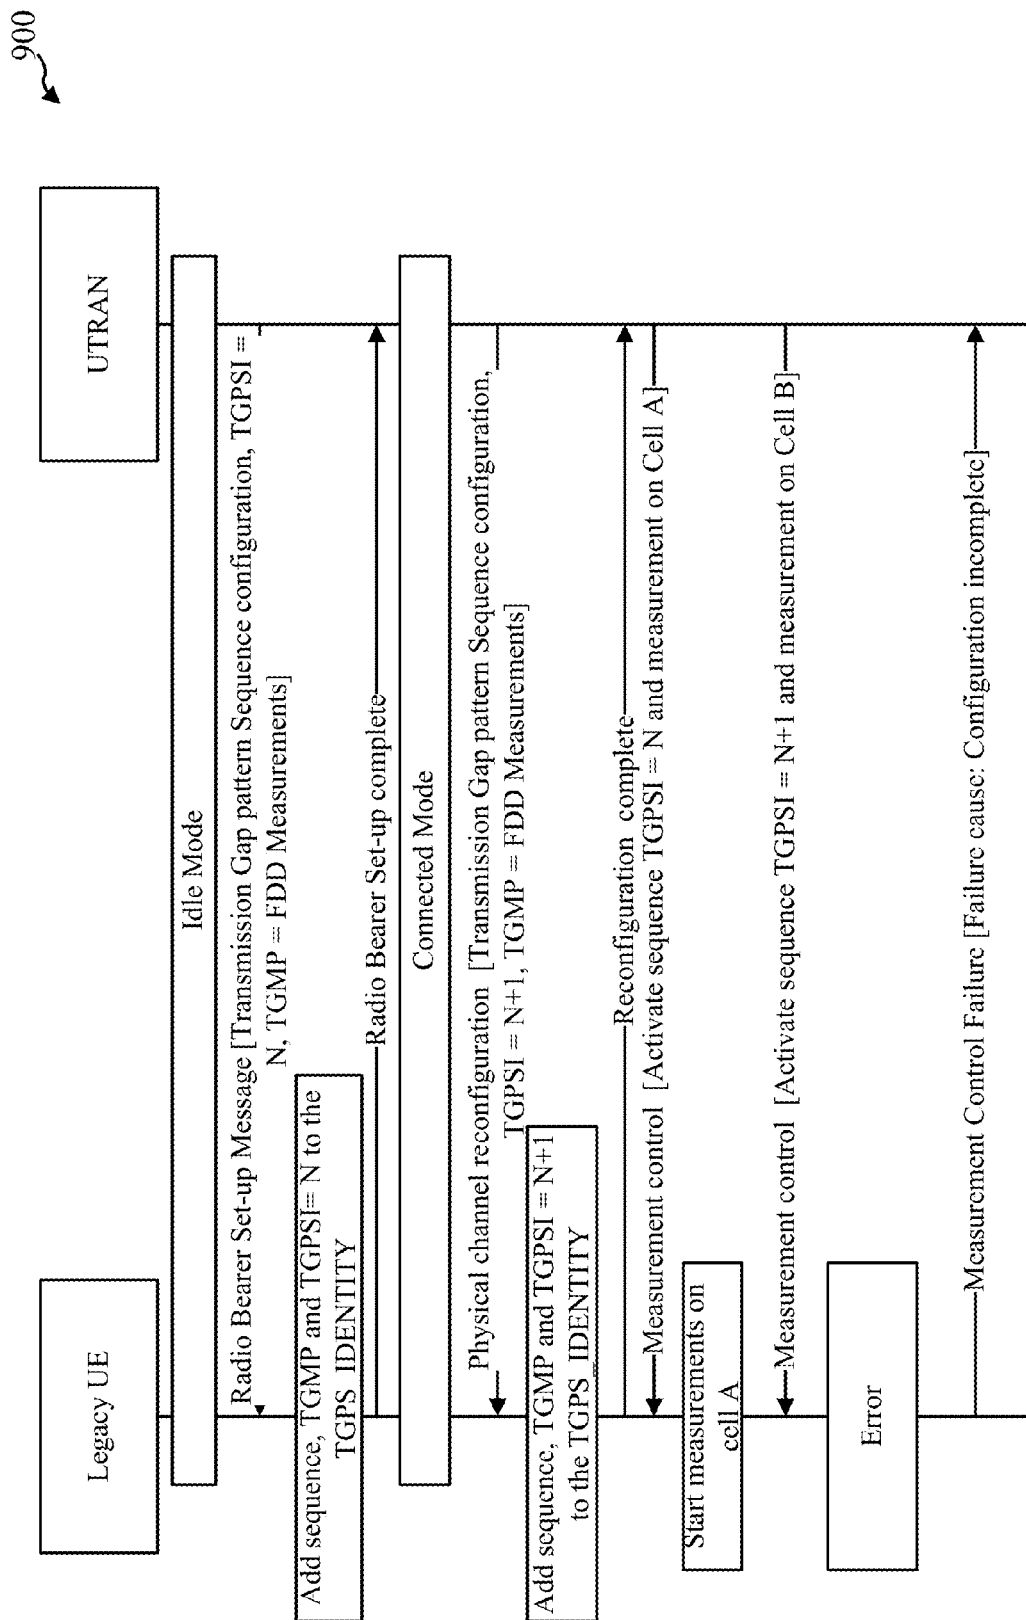 900
Legacy UE
UTRAN
Idle Mode
Radio Bearer Set-up Message [Transmission Gap pattern Sequence configuration, TGPSI =
N, TGMP = FDD Measurements]
Add sequence, TGMP and TGPSI= N to the
TGPS_IDENTITY
Radio Bearer Set-up complete
Connected Mode
Physical channel reconfiguration [Transmission Gap pattern Sequence configuration,
TGPSI = N+1, TGMP = FDD Measurements]
Add sequence, TGMP and TGPSI = N+1
to the TGPS_IDENTITY
Reconfiguration complete
Measurement control [Activate sequence TGPSI = N and measurement on Cell A]
Start measurements on
cell A
Measurement control [Activate sequence TGPSI = N+1 and measurement on Cell B]
Error
Measurement Control Failure [Failure cause: Configuration incomplete]